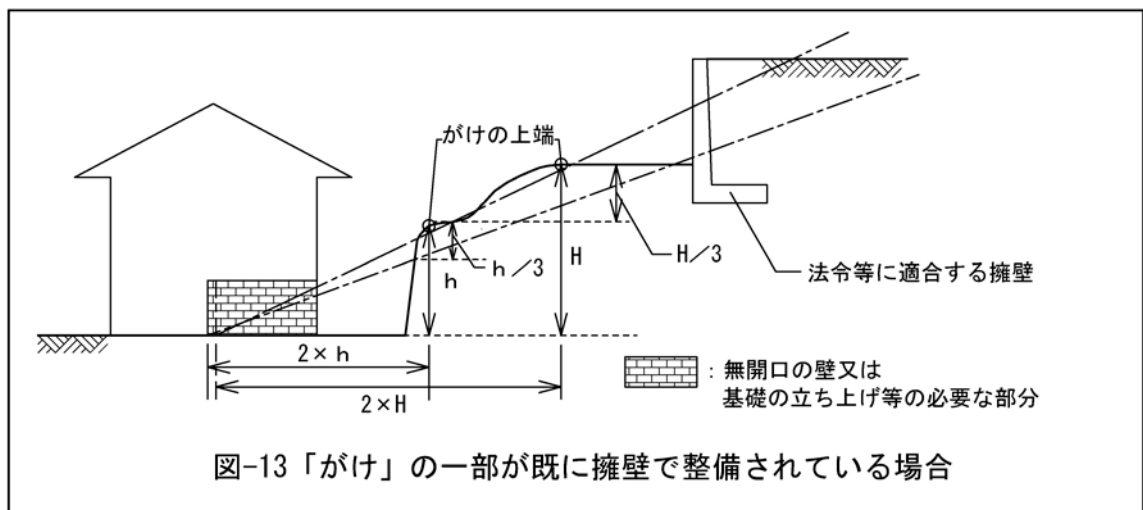 がけの上端
H
H／3
h
h／3
法令等に適合する擁壁
2×h
2×H
：無開口の壁又は
基礎の立ち上げ等の必要な部分
図-13「がけ」の一部が既に擁壁で整備されている場合